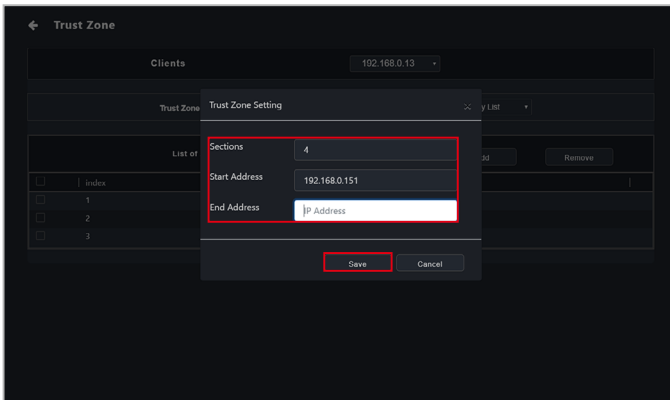 Trust Zone
Clients 192.168.0.13
Trust Zone Setting
Trust Zone y List
Sections 4
List of dd Remove
Start Address 192.168.0.151
index
1
End Address IP Address
2
3
Save Cancel